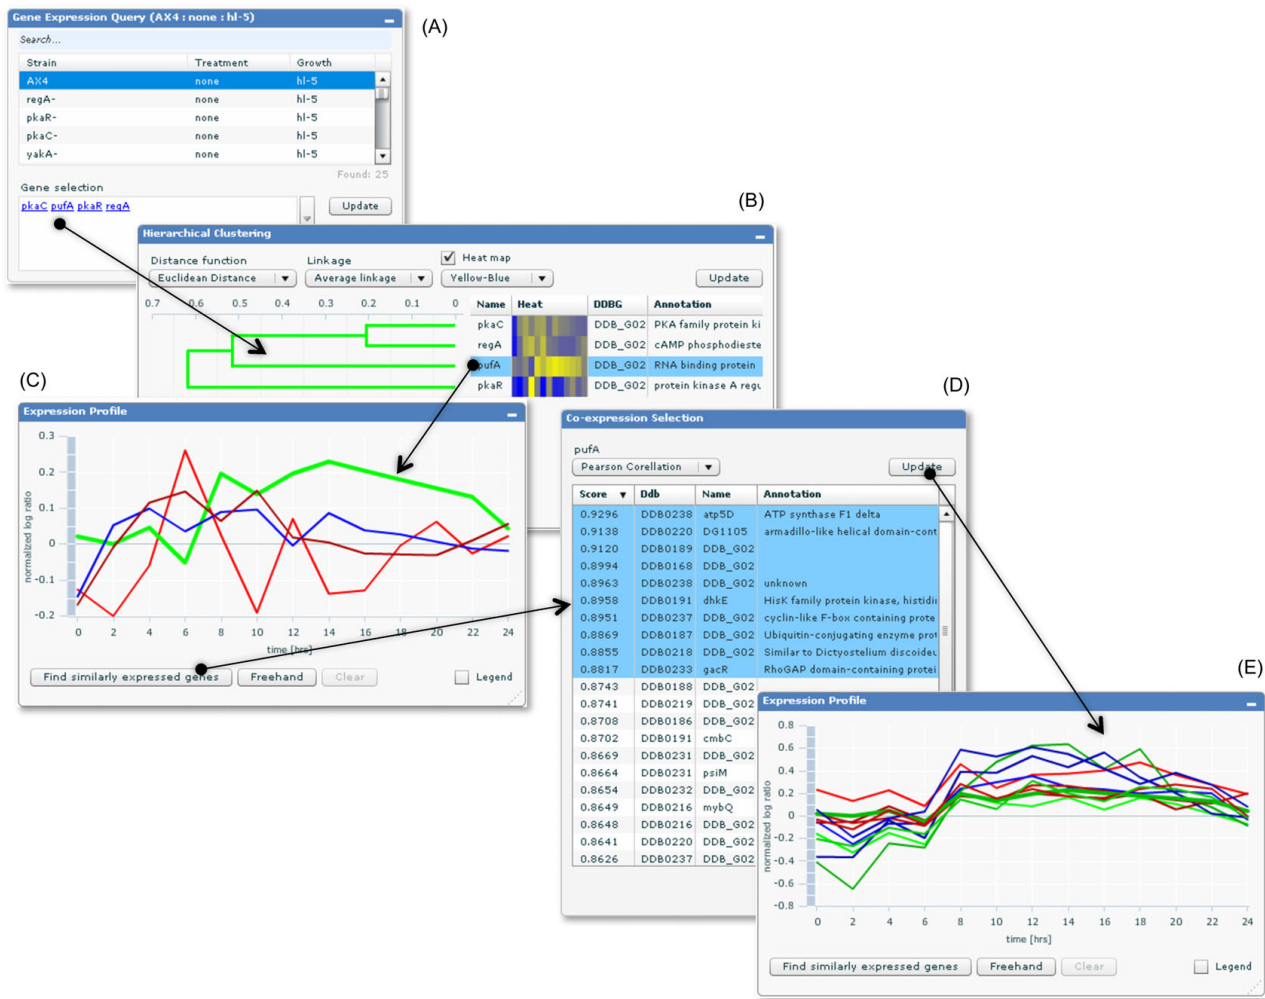 Gene Expression Query (AX4 : none : hl-5)
(A)
Search...
Strain Treatment Growth
AX4 none hl-5
regA- none hl-5
pkaR- none hl-5
pkaC- none hl-5
yakA- none hl-5
Found: 25
Gene selection
pkaC pufA pkaR regA
Update
(B)
Hierarchical Clustering
Distance function Linkage Heat map
Euclidean Distance Average linkage Yellow-Blue Update
0.7 0.6 0.5 0.4 0.3 0.2 0.1 0
Name Heat DDBG Annotation
pkaC DDB_G02 PKA family protein ki
regA DDB_G02 cAMP phosphodieste
pufA DDB_G02 RNA binding protein
pkaR DDB_G02 protein kinase A regu
(C)
Expression Profile
0.3
0.2
0.1
0
-0.1
-0.2
normalized log ratio
0 2 4 6 8 10 12 14 16 18 20 22 24
time [hrs]
Find similarly expressed genes Freehand Clear Legend
(D)
Co-expression Selection
pufA
Pearson Corellation Update
Score Ddb Name Annotation
0.9296 DDB0238 atp5D ATP synthase F1 delta
0.9138 DDB0220 DG1105 armadillo-like helical domain-cont
0.9120 DDB0189 DDB_G02
0.8994 DDB0168 DDB_G02
0.8963 DDB0238 DDB_G02 unknown
0.8958 DDB0191 dhkE HisK family protein kinase, histidin
0.8951 DDB0237 DDB_G02 cyclin-like F-box containing prote
0.8869 DDB0187 DDB_G02 Ubiquitin-conjugating enzyme prot
0.8855 DDB0218 DDB_G02 Similar to Dictyostelium discoideu
0.8817 DDB0233 gacR RhoGAP domain-containing protei
0.8743 DDB0188 DDB_G02
0.8741 DDB0219 DDB_G02
0.8708 DDB0186 DDB_G02
0.8702 DDB0191 cmbC
0.8669 DDB0231 DDB_G02
0.8664 DDB0231 psiM
0.8654 DDB0232 DDB_G02
0.8649 DDB0216 mybQ
0.8648 DDB0216 DDB_G02
0.8641 DDB0220 DDB_G02
0.8626 DDB0237 DDB_G02
(E)
Expression Profile
0.8
0.6
0.4
0.2
0
-0.2
-0.4
-0.6
-0.8
normalized log ratio
0 2 4 6 8 10 12 14 16 18 20 22 24
time [hrs]
Find similarly expressed genes Freehand Clear Legend